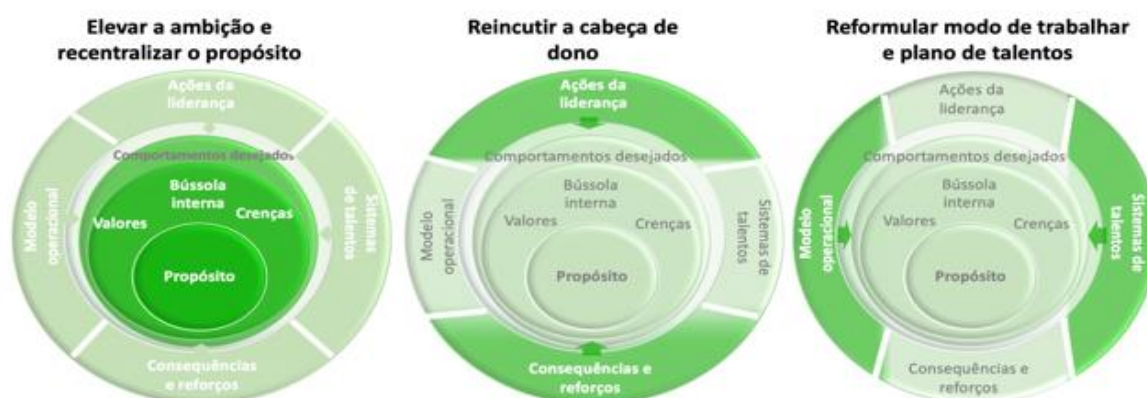 Elevar a ambição e
recentralizar o propósito
Ações da
liderança
Comportamentos desejados
Bússola
interna
Valores
Crenças
Propósito
Modelo
operacional
Sistemas
de talentos
Consequências
e reforços
Reincutir a cabeça de
dono
Ações da
liderança
Comportamentos desejados
Bússola
interna
Valores
Crenças
Propósito
Modelo
operacional
Sistemas de
talentos
Consequências e
reforços
Reformular modo de trabalhar
e plano de talentos
Ações da
liderança
Comportamentos desejados
Bússola
interna
Valores
Crenças
Propósito
Modelo
operacional
Sistemas de
talentos
Consequências e
reforços